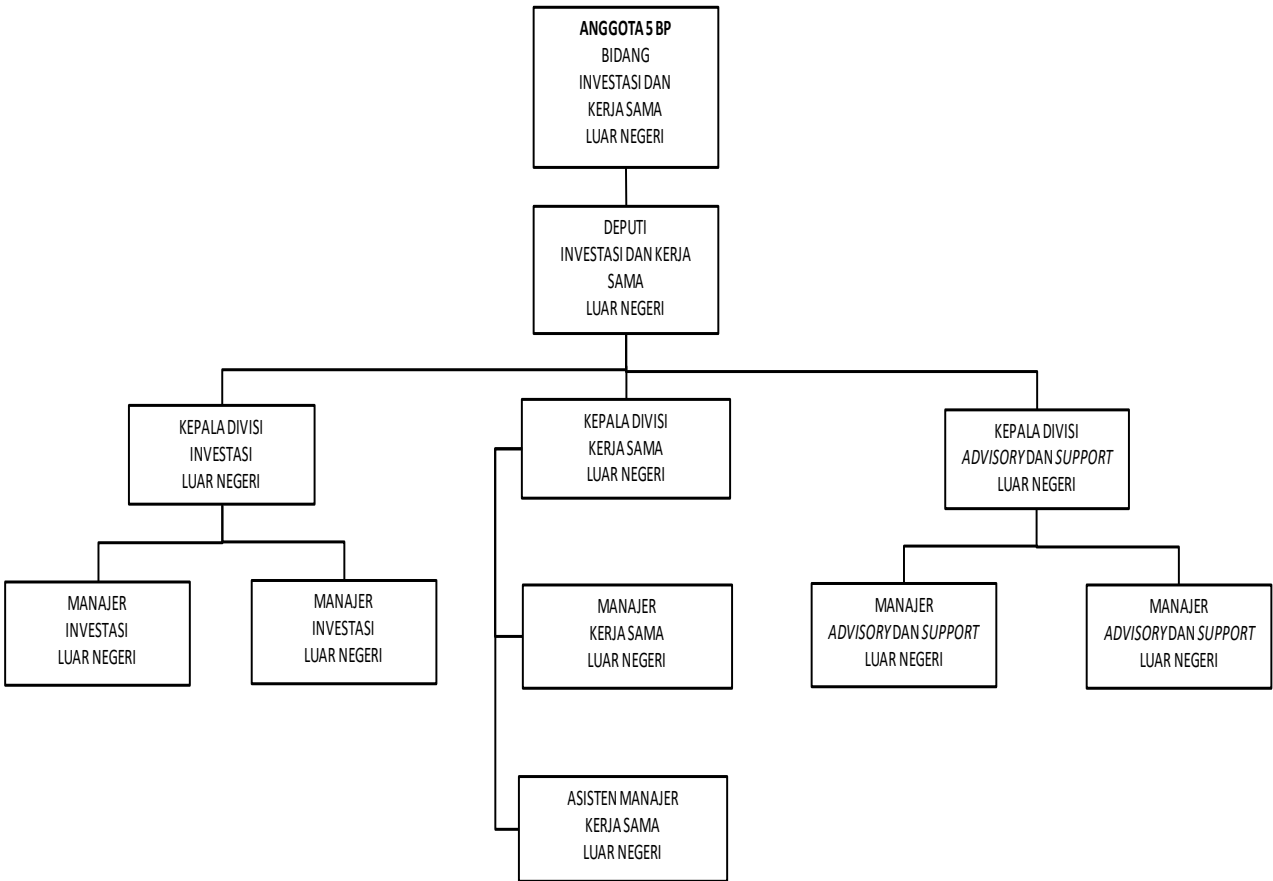 ANGGOTA 5 BP
BIDANG
INVESTASI DAN
KERJA SAMA
LUAR NEGERI
DEPUTI
INVESTASI DAN KERJA
SAMA
LUAR NEGERI
KEPALA DIVISI
INVESTASI
LUAR NEGERI
KEPALA DIVISI
KERJA SAMA
LUAR NEGERI
KEPALA DIVISI
ADVISORY DAN SUPPORT
LUAR NEGERI
MANAJER
INVESTASI
LUAR NEGERI
MANAJER
INVESTASI
LUAR NEGERI
MANAJER
KERJA SAMA
LUAR NEGERI
MANAJER
ADVISORY DAN SUPPORT
LUAR NEGERI
MANAJER
ADVISORY DAN SUPPORT
LUAR NEGERI
ASISTEN MANAJER
KERJA SAMA
LUAR NEGERI